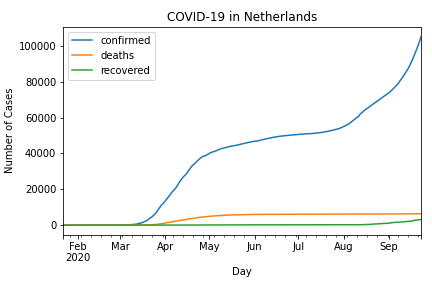 COVID-19 in Netherlands
confirmed
deaths
recovered
Number of Cases
100000
80000
60000
40000
20000
0
Feb Mar Apr May Jun Jul Aug Sep
2020
Day